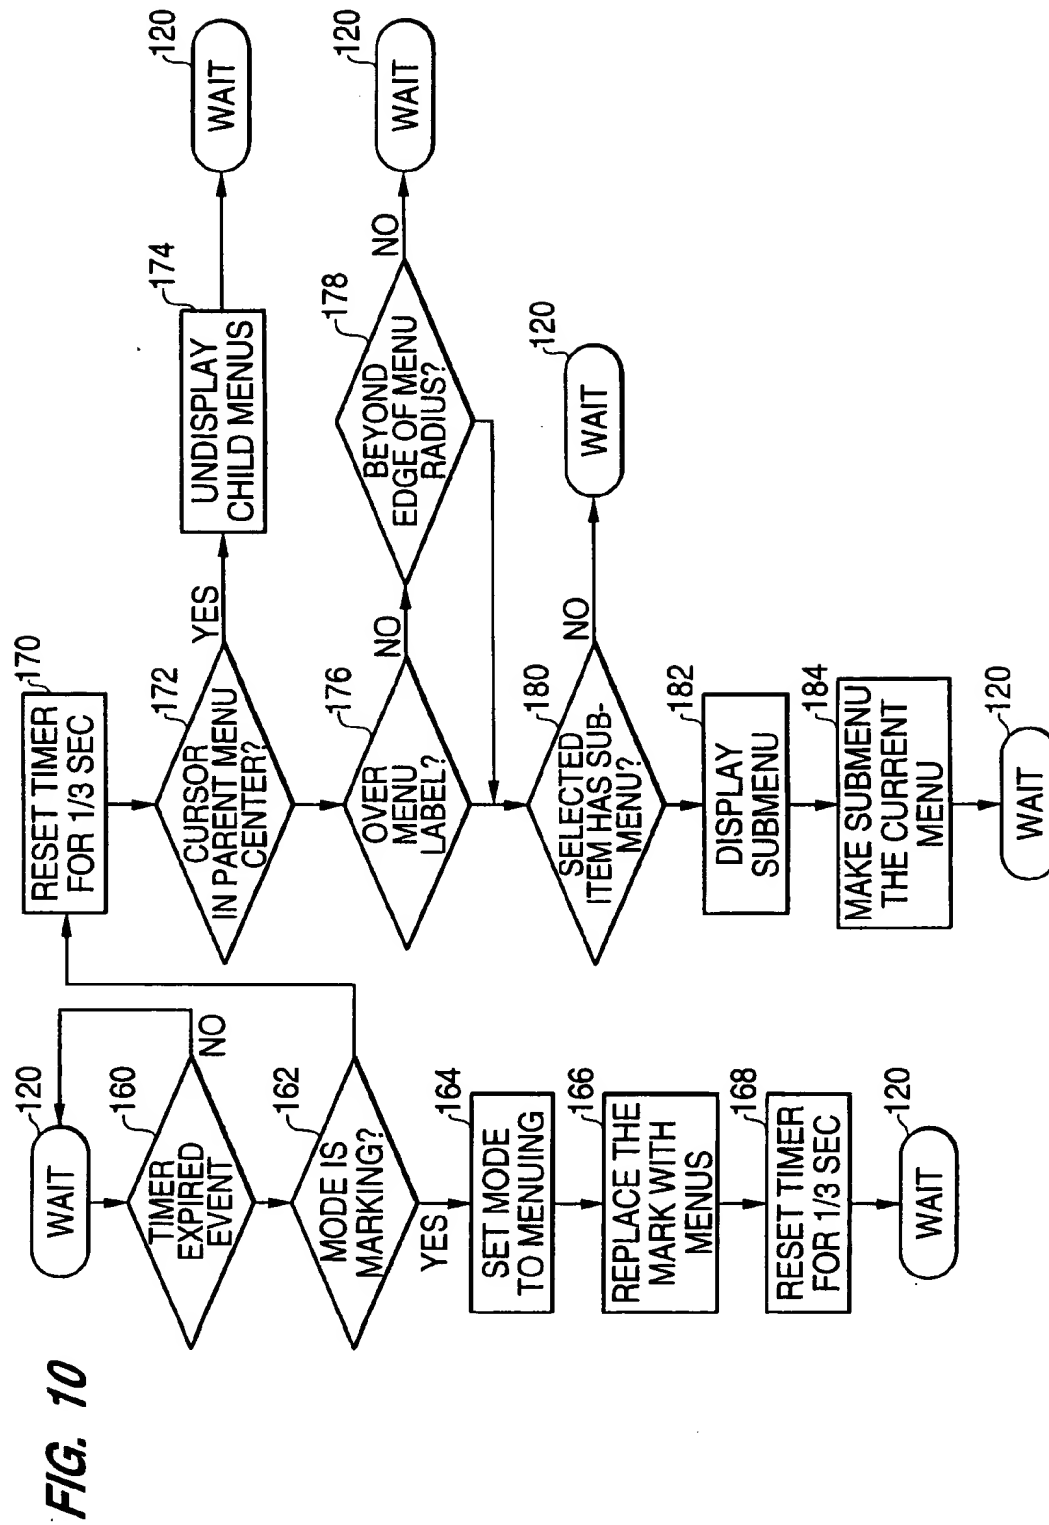 FIG. 10
120
WAIT
160
TIMER
EXPIRED
EVENT
NO
162
MODE IS
MARKING?
YES
164
SET MODE
TO MENUING
166
REPLACE THE
MARK WITH
MENUS
168
RESET TIMER
FOR 1/3 SEC
120
WAIT
170
RESET TIMER
FOR 1/3 SEC
172
CURSOR
IN PARENT MENU
CENTER?
YES
174
UNDISPLAY
CHILD MENUS
120
WAIT
176
OVER
MENU
LABEL?
NO
178
BEYOND
EDGE OF MENU
RADIUS?
NO
120
WAIT
180
SELECTED
ITEM HAS SUB-
MENU?
NO
120
WAIT
182
DISPLAY
SUBMENU
184
MAKE SUBMENU
THE CURRENT
MENU
120
WAIT